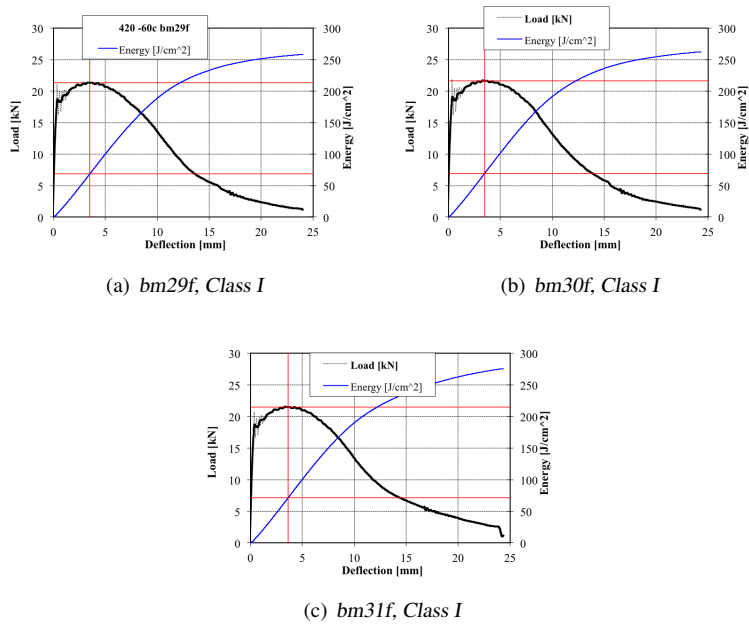 420 -60c bm29f
Energy [J/cm^2]
30
25
20
15
10
5
0
Load [kN]
300
250
200
150
100
50
0
Energy [J/cm^2]
0 5 10 15 20 25
Deflection [mm]
(a) bm29f, Class I
Load [kN]
Energy [J/cm^2]
30
25
20
15
10
5
0
Load [kN]
300
250
200
150
100
50
0
Energy [J/cm^2]
0 5 10 15 20 25
Deflection [mm]
(b) bm30f, Class I
Load [kN]
Energy [J/cm^2]
30
25
20
15
10
5
0
Load [kN]
300
250
200
150
100
50
0
Energy [J/cm^2]
0 5 10 15 20 25
Deflection [mm]
(c) bm31f, Class I